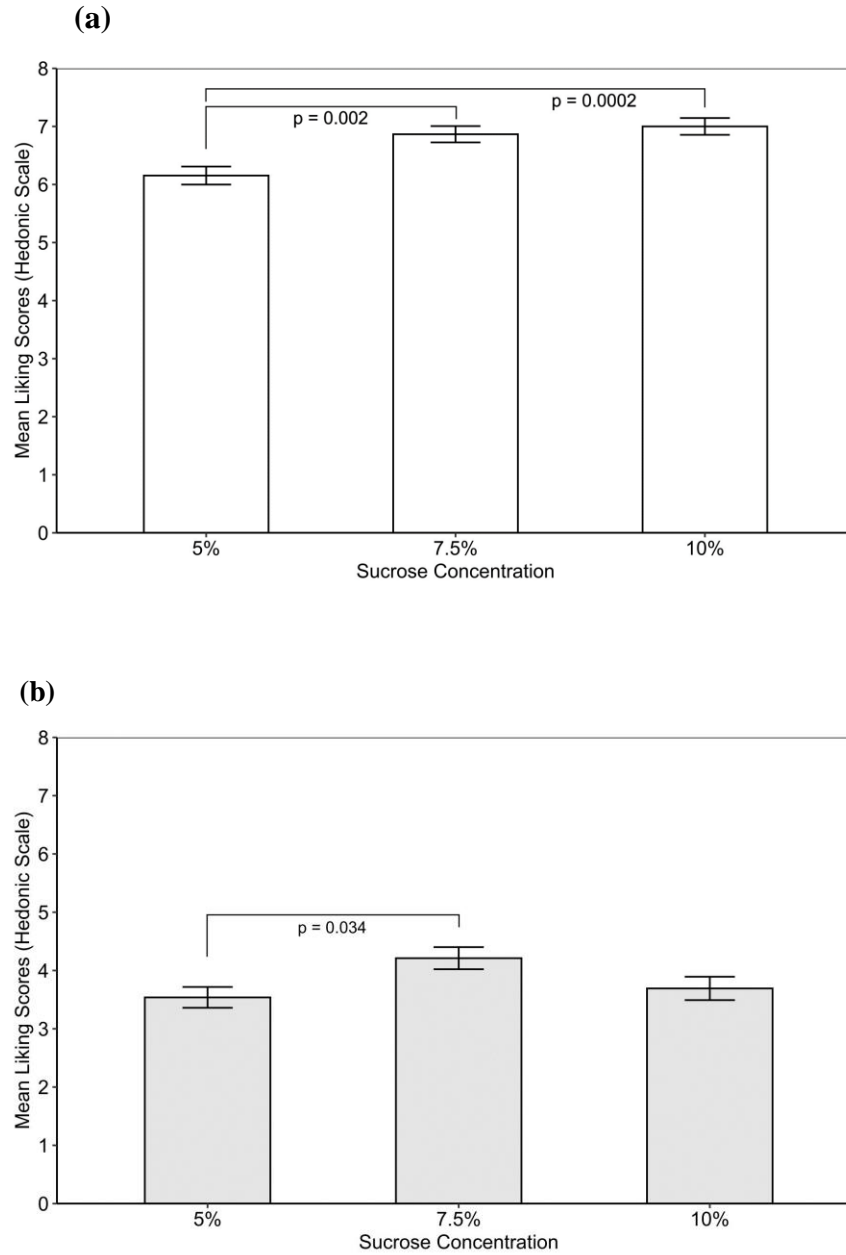 (a)
Mean Liking Scores (Hedonic Scale)
8
7
6
5
4
3
2
1
0
p = 0.002
p = 0.0002
5%
7.5%
10%
Sucrose Concentration
(b)
Mean Liking Scores (Hedonic Scale)
8
7
6
5
4
3
2
1
0
p = 0.034
5%
7.5%
10%
Sucrose Concentration